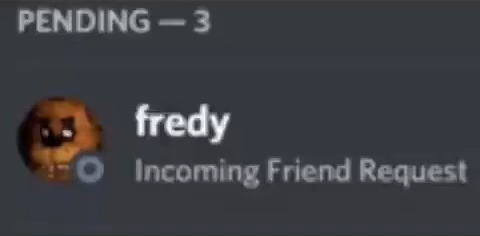 PENDING — 3
fredy
Incoming Friend Request